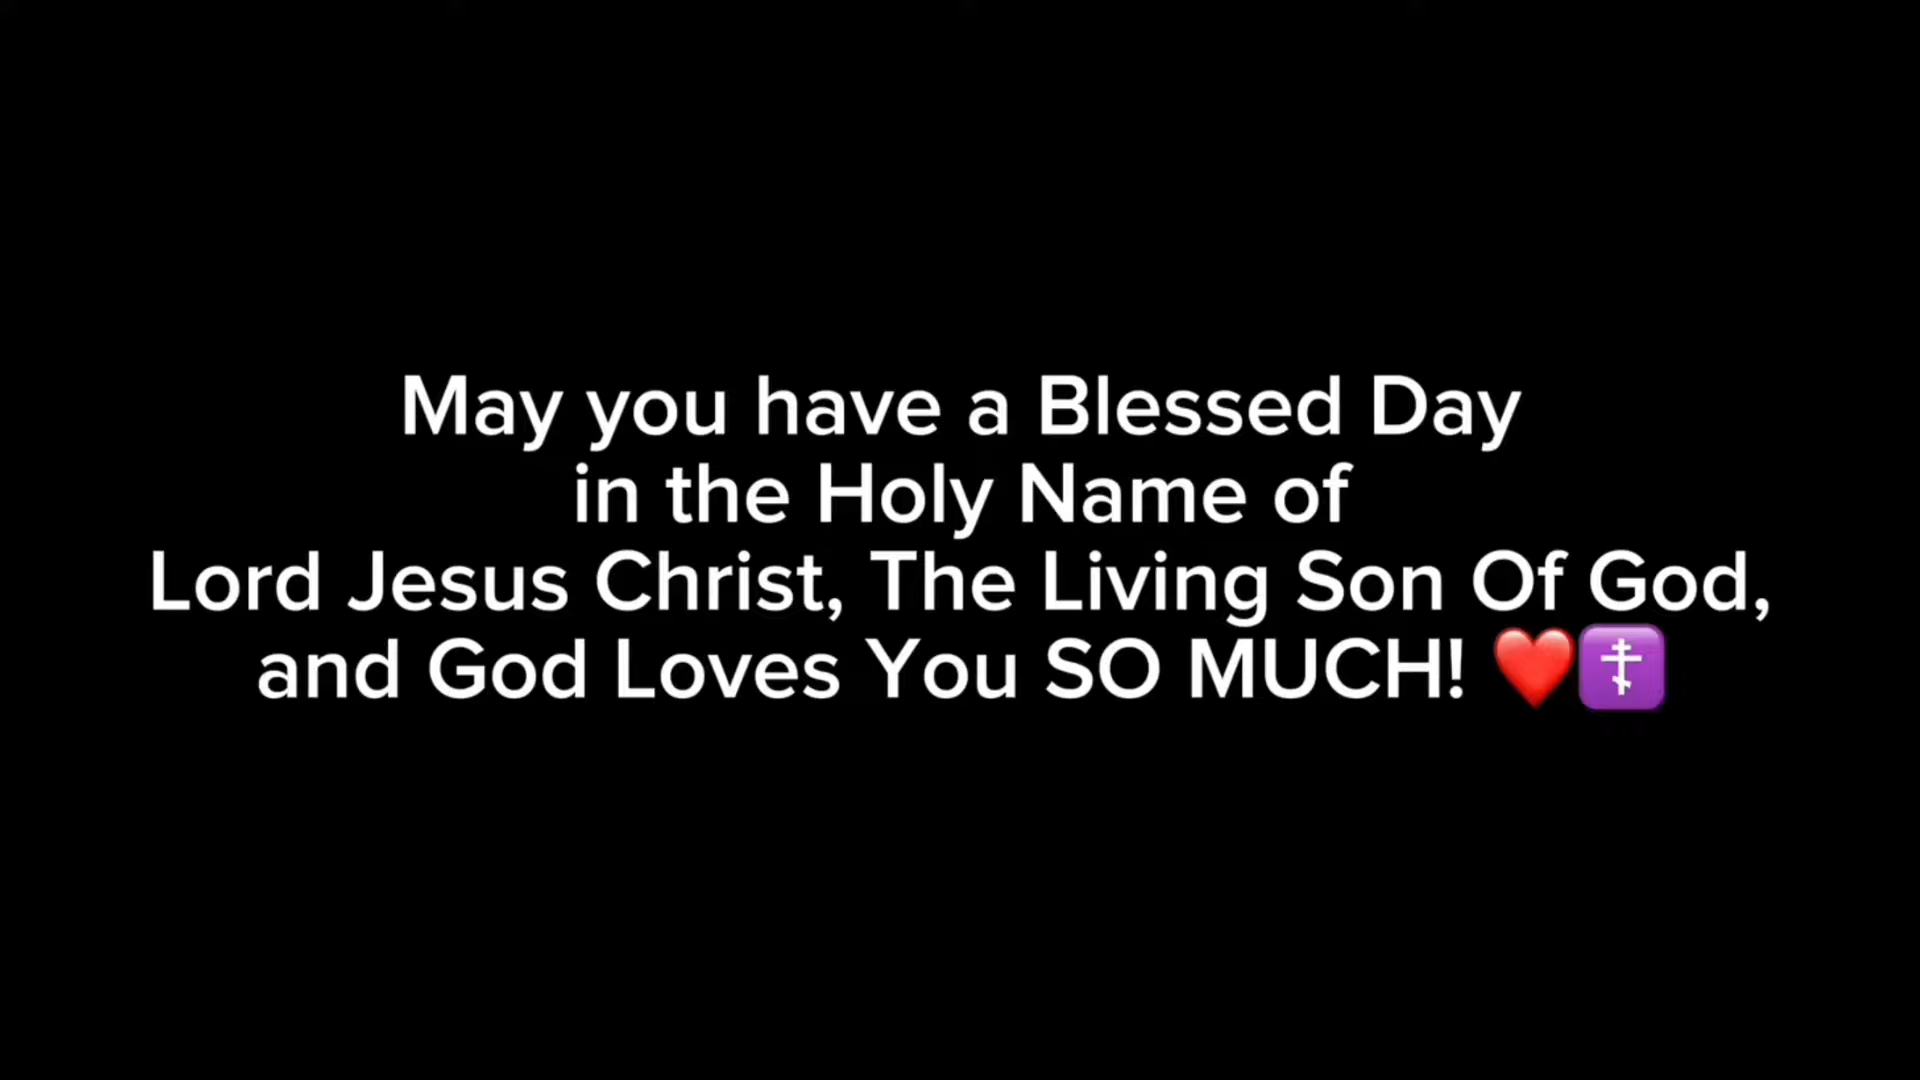 May you have a Blessed Day
in the Holy Name of
Lord Jesus Christ, The Living Son Of God,
and God Loves You SO MUCH! ❤️☦️